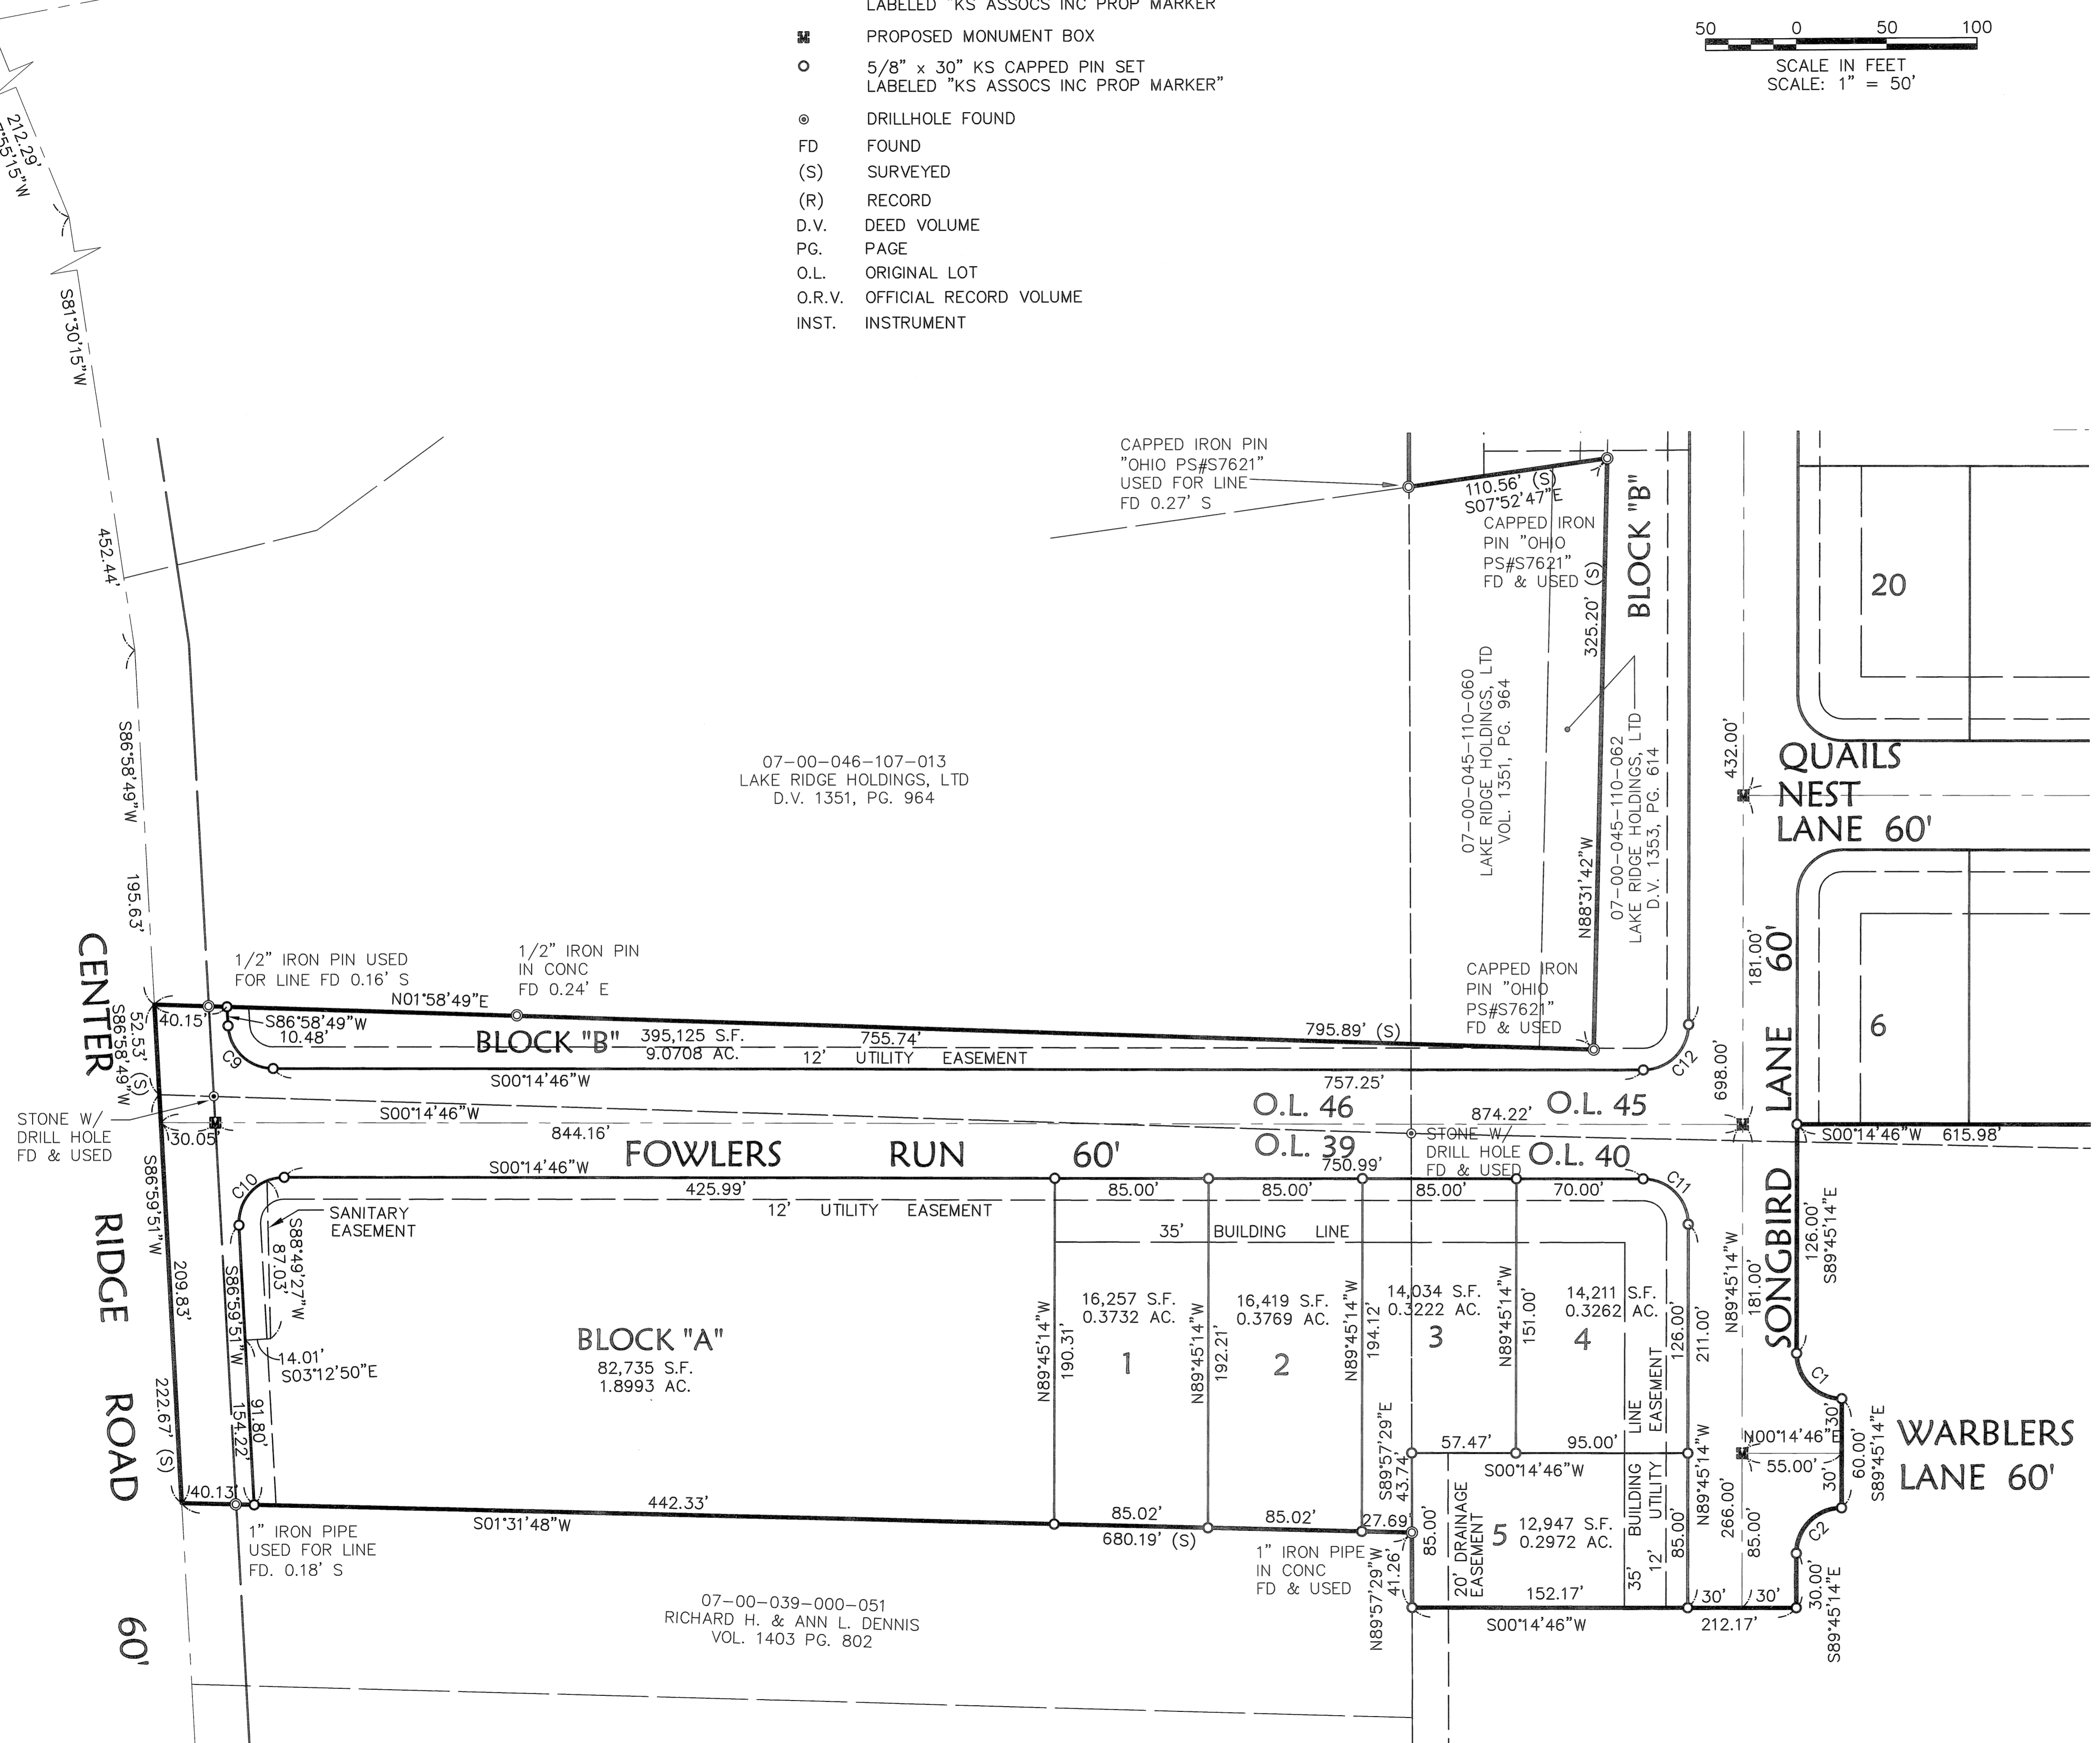 LABELED "KS ASSOCS INC PROP MARKER
PROPOSED MONUMENT BOX
5/8" x 30" KS CAPPED PIN SET
LABELED "KS ASSOCS INC PROP MARKER"
DRILLHOLE FOUND
FD FOUND
(S) SURVEYED
(R) RECORD
D.V. DEED VOLUME
PG. PAGE
O.L. ORIGINAL LOT
O.R.V. OFFICIAL RECORD VOLUME
INST. INSTRUMENT
50 0 50 100
SCALE IN FEET
SCALE: 1" = 50'
212.29'
55'15"W
S81°30'15"W
452.44'
S86°58'49"W
195.63'
CAPPED IRON PIN
"OHIO PS#S7621"
USED FOR LINE
FD 0.27' S
110.56' (S)
S07°52'47"E
CAPPED IRON
PIN "OHIO
PS#S7621"
FD & USED
325.20' (S)
N88°31'42"W
BLOCK "B"
07-00-045-110-060
LAKE RIDGE HOLDINGS, LTD
VOL. 1351, PG. 964
07-00-045-110-062
LAKE RIDGE HOLDINGS, LTD
D.V. 1353, PG. 614
07-00-046-107-013
LAKE RIDGE HOLDINGS, LTD
D.V. 1351, PG. 964
20
432.00'
QUAILS
NEST
LANE 60'
181.00'
698.00'
6
SONGBIRD LANE 60'
CENTER RIDGE ROAD 60'
1/2" IRON PIN USED
FOR LINE FD 0.16' S
1/2" IRON PIN
IN CONC
FD 0.24' E
CAPPED IRON
PIN "OHIO
PS#S7621"
FD & USED
N01°58'49"E
40.15'
S86°58'49"W
10.48'
52.53' (S)
S86°58'49"W
C9
BLOCK "B"
395,125 S.F.
9.0708 AC.
755.74'
795.89' (S)
12' UTILITY EASEMENT
S00°14'46"W
757.25'
C12
STONE W/
DRILL HOLE
FD & USED
S00°14'46"W
30.05'
844.16'
O.L. 46
874.22'
O.L. 45
FOWLERS RUN 60'
O.L. 39
STONE W/
DRILL HOLE
FD & USED
O.L. 40
S00°14'46"W 615.98'
S86°59'51"W
209.83'
222.67' (S)
C10
S00°14'46"W
750.99'
425.99'
85.00'
85.00'
85.00'
70.00'
C11
SANITARY
EASEMENT
12' UTILITY EASEMENT
35' BUILDING LINE
S88°49'27"W
87.03'
S86°59'51"W
14.01'
S03°12'50"E
154.22'
91.80'
BLOCK "A"
82,735 S.F.
1.8993 AC.
N89°45'14"W
190.31'
16,257 S.F.
0.3732 AC.
1
N89°45'14"W
192.21'
16,419 S.F.
0.3769 AC.
2
N89°45'14"W
194.12'
14,034 S.F.
0.3222 AC.
3
N89°45'14"W
151.00'
14,211 S.F.
0.3262 AC.
4
126.00'
211.00'
N89°45'14"W
181.00'
126.00'
S89°45'14"E
C1
30'
N00°14'46"E
55.00'
30'
60.00'
S89°45'14"E
WARBLERS
LANE 60'
C2
30.00'
S89°45'14"E
57.47'
95.00'
S00°14'46"W
S89°57'29"E
43.74'
85.00'
20' DRAINAGE
EASEMENT
5
12,947 S.F.
0.2972 AC.
35' BUILDING LINE
12' UTILITY EASEMENT
85.00'
N89°45'14"W
266.00'
85.00'
40.13'
442.33'
S01°31'48"W
85.02'
680.19' (S)
85.02'
27.69'
1" IRON PIPE
USED FOR LINE
FD. 0.18' S
1" IRON PIPE
IN CONC
FD & USED
N89°57'29"W
41.26'
152.17'
S00°14'46"W
30'
30'
212.17'
07-00-039-000-051
RICHARD H. & ANN L. DENNIS
VOL. 1403 PG. 802